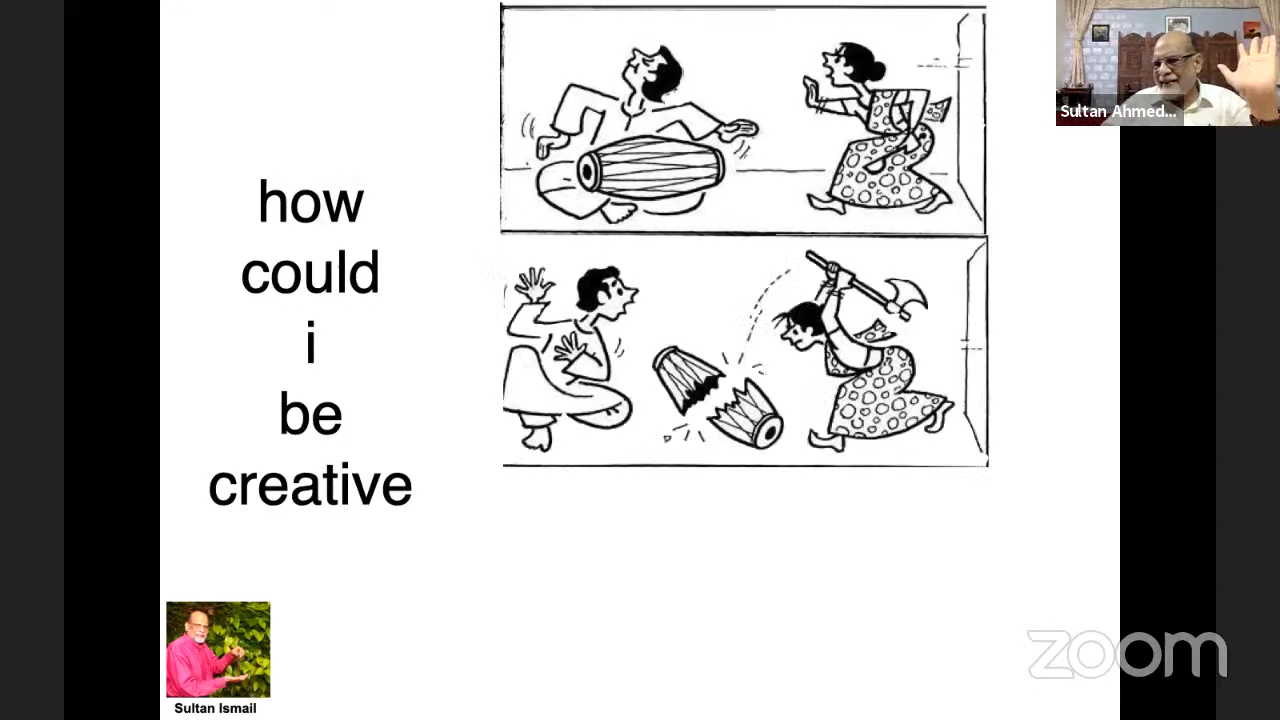 how
could
i
be
creative
Sultan Ahmed...
Sultan Ismail
zoom